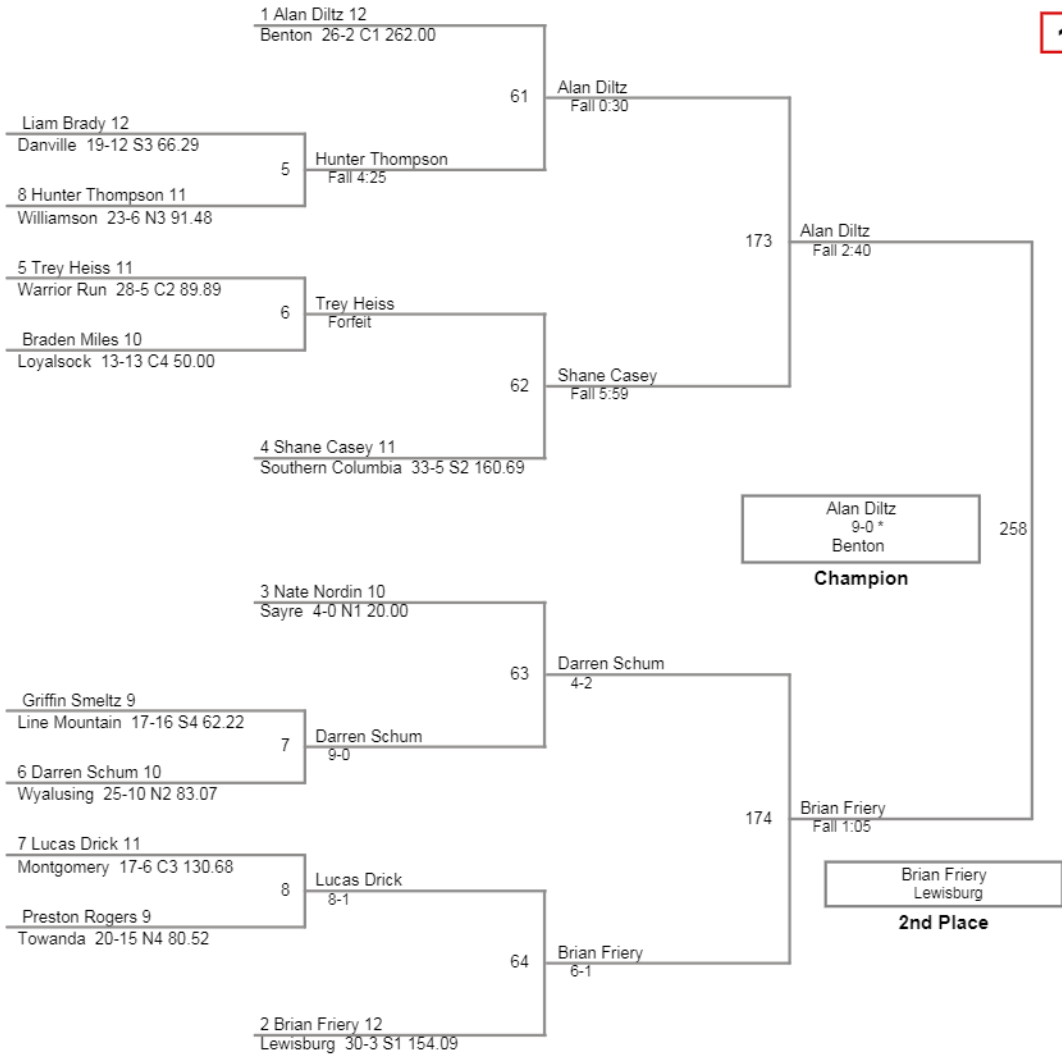 1 Alan Diltz 12
Benton 26-2 C1 262.00
61
Alan Diltz
Fall 0:30
Liam Brady 12
Danville 19-12 S3 66.29
5
Hunter Thompson
Fall 4:25
8 Hunter Thompson 11
Williamson 23-6 N3 91.48
173
Alan Diltz
Fall 2:40
5 Trey Heiss 11
Warrior Run 28-5 C2 89.89
6
Trey Heiss
Forfeit
Braden Miles 10
Loyalsock 13-13 C4 50.00
62
Shane Casey
Fall 5:59
4 Shane Casey 11
Southern Columbia 33-5 S2 160.69
Alan Diltz
9-0 *
Benton
Champion
258
3 Nate Nordin 10
Sayre 4-0 N1 20.00
63
Darren Schum
4-2
Griffin Smeltz 9
Line Mountain 17-16 S4 62.22
7
Darren Schum
9-0
6 Darren Schum 10
Wyalusing 25-10 N2 83.07
174
Brian Friery
Fall 1:05
7 Lucas Drick 11
Montgomery 17-6 C3 130.68
8
Lucas Drick
8-1
Preston Rogers 9
Towanda 20-15 N4 80.52
Brian Friery
Lewisburg
2nd Place
64
Brian Friery
6-1
2 Brian Friery 12
Lewisburg 30-3 S1 154.09